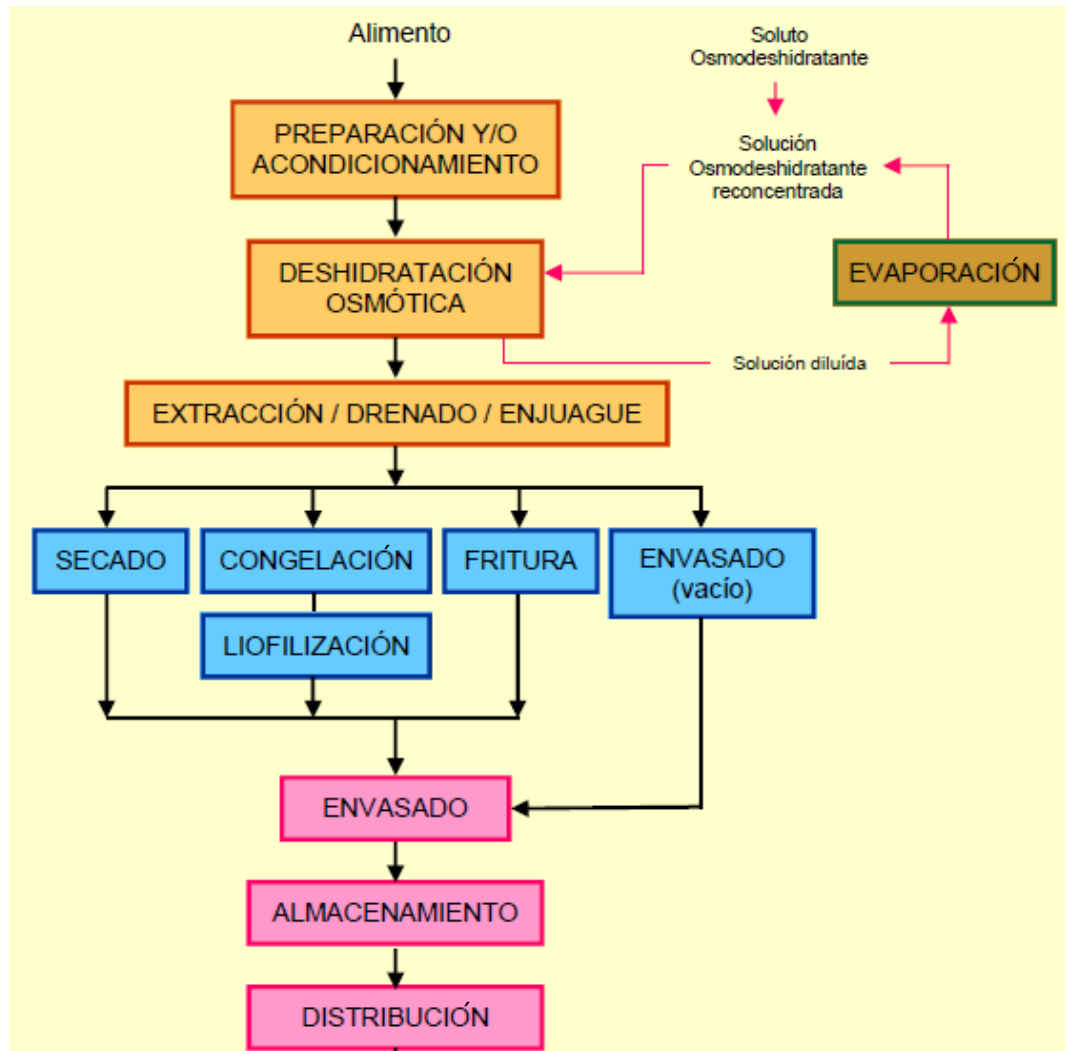 Alimento
Soluto
Osmodeshidratante
PREPARACIÓN Y/O
ACONDICIONAMIENTO
Solución
Osmodeshidratante
reconcentrada
DESHIDRATACIÓN
OSMÓTICA
EVAPORACIÓN
Solución diluída
EXTRACCIÓN / DRENADO / ENJUAGUE
SECADO
CONGELACIÓN
FRITURA
ENVASADO
(vacío)
LIOFILIZACIÓN
ENVASADO
ALMACENAMIENTO
DISTRIBUCIÓN